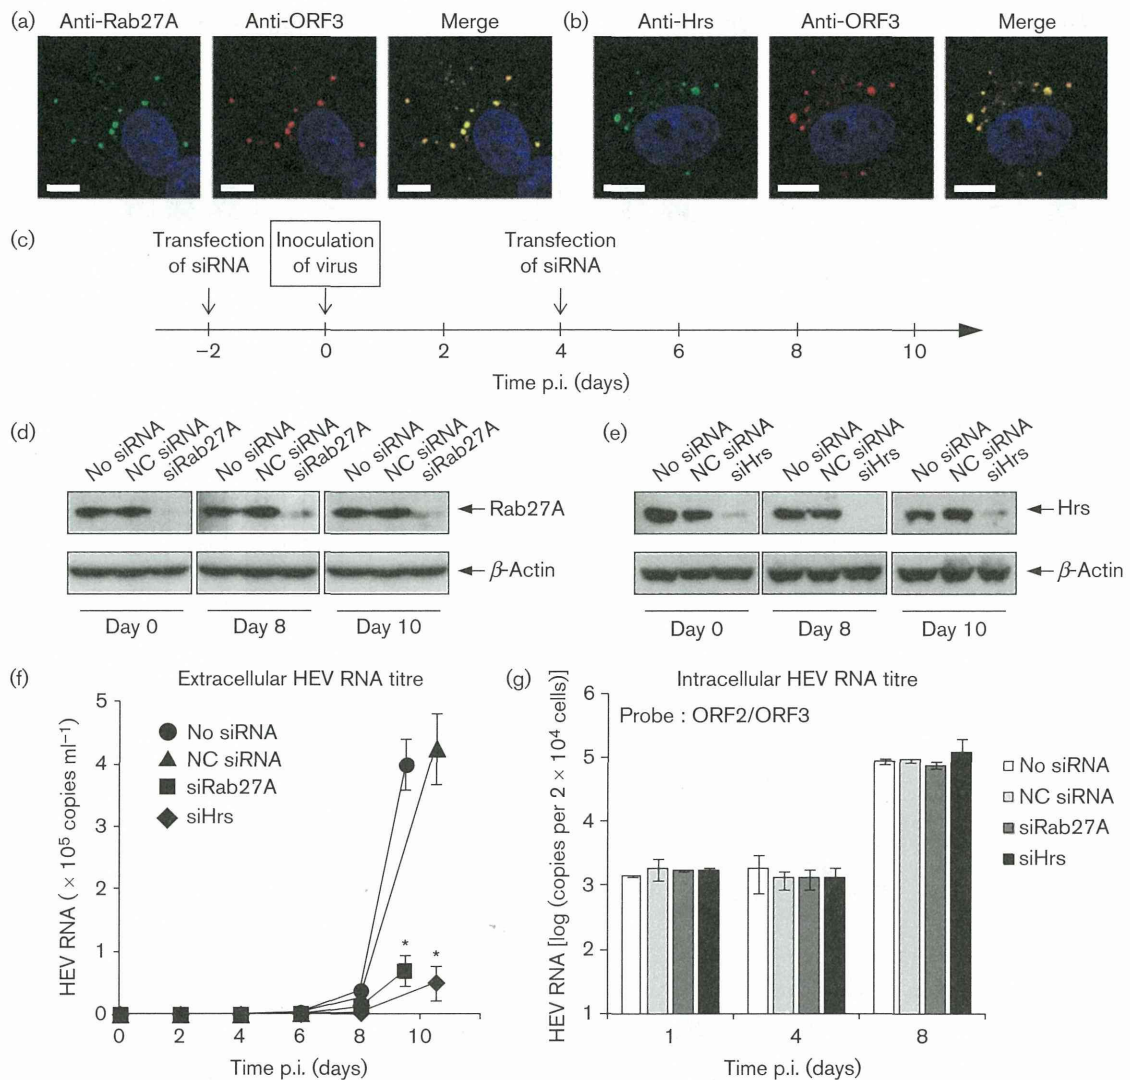 (a) Anti-Rab27A Anti-ORF3 Merge
(b) Anti-Hrs Anti-ORF3 Merge
(c)
Transfection
of siRNA
Inoculation
of virus
Transfection
of siRNA
−2 0 2 4 6 8 10
Time p.i. (days)
(d)
No siRNA NC siRNA siRab27A No siRNA NC siRNA siRab27A No siRNA NC siRNA siRab27A
Rab27A
β-Actin
Day 0 Day 8 Day 10
(e)
No siRNA NC siRNA siHrs No siRNA NC siRNA siHrs No siRNA NC siRNA siHrs
Hrs
β-Actin
Day 0 Day 8 Day 10
(f) Extracellular HEV RNA titre
HEV RNA (× 10⁵ copies ml⁻¹)
5
4
3
2
1
0
No siRNA
NC siRNA
siRab27A
siHrs
* *
0 2 4 6 8 10
Time p.i. (days)
(g) Intracellular HEV RNA titre
HEV RNA [log (copies per 2 × 10⁴ cells)]
6
5
4
3
2
1
Probe : ORF2/ORF3
No siRNA
NC siRNA
siRab27A
siHrs
1 4 8
Time p.i. (days)